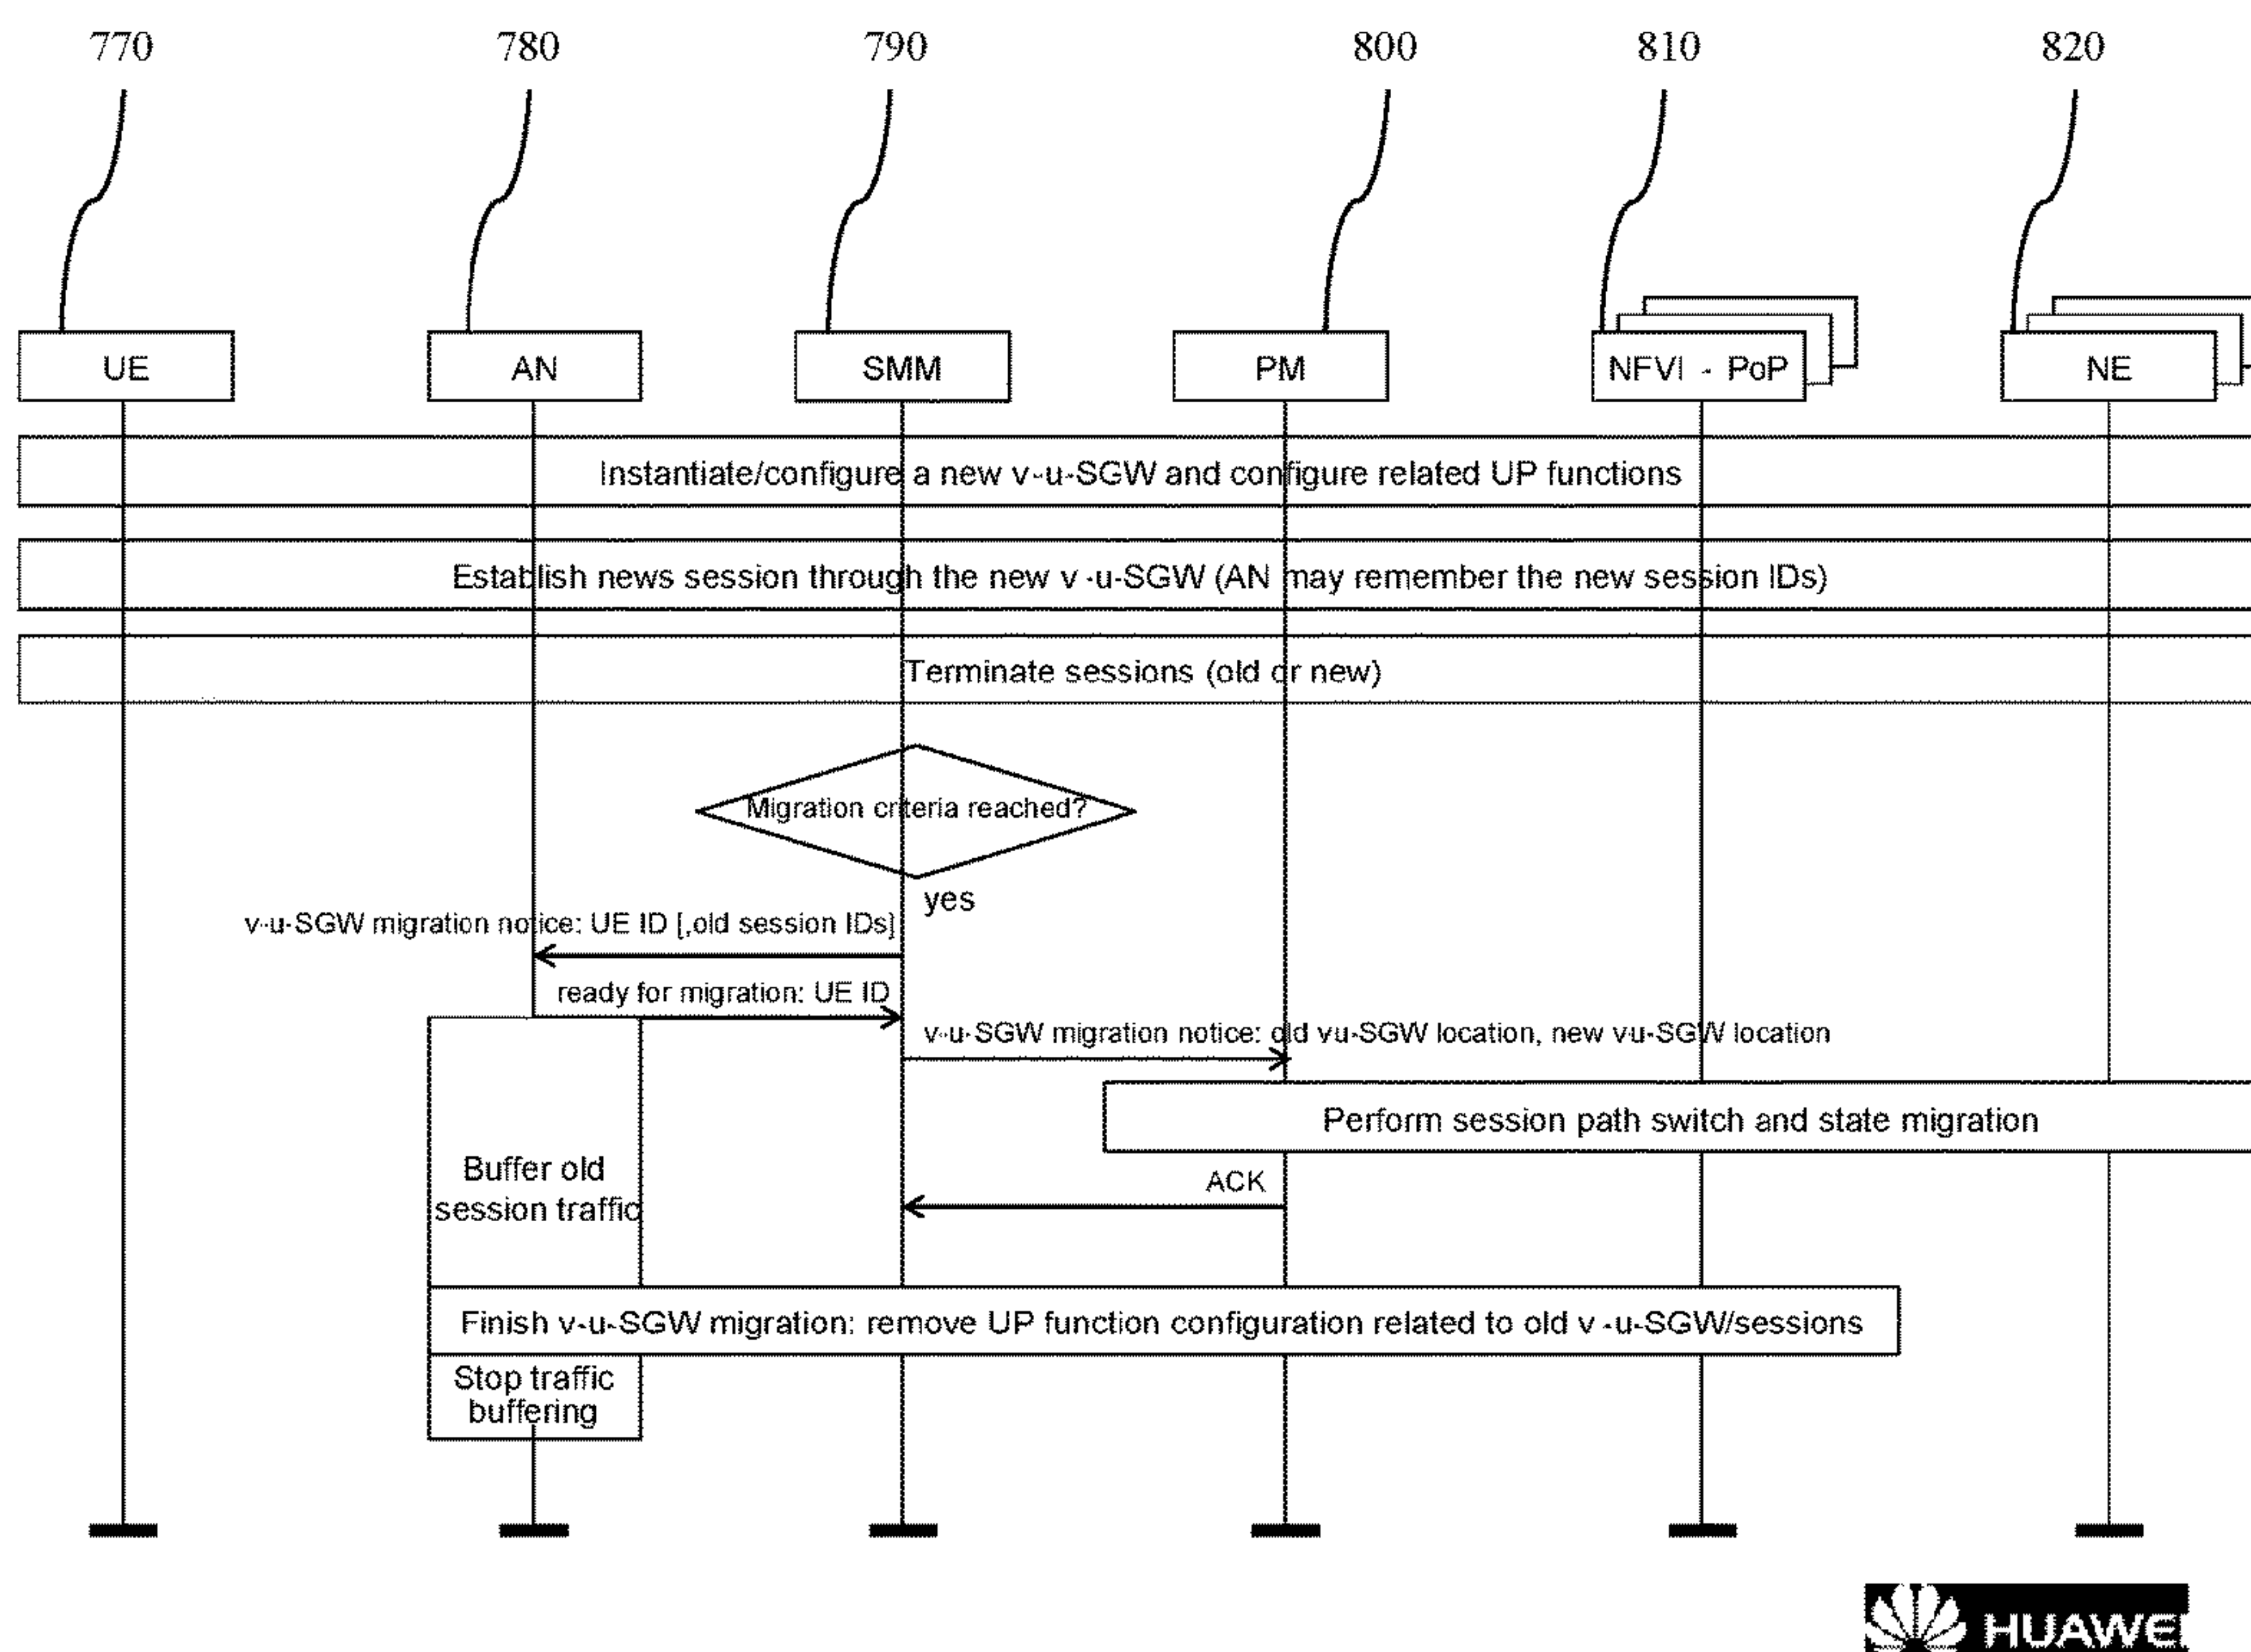 770 780 790 800 810 820
UE AN SMM PM NFVI - PoP NE
Instantiate/configure a new v-u-SGW and configure related UP functions
Establish news session through the new v -u-SGW (AN may remember the new session IDs)
Terminate sessions (old or new)
Migration criteria reached?
yes
v-u-SGW migration notice: UE ID [,old session IDs]
ready for migration: UE ID
v-u-SGW migration notice: old vu-SGW location, new vu-SGW location
Perform session path switch and state migration
Buffer old
session traffic
ACK
Finish v-u-SGW migration: remove UP function configuration related to old v -u-SGW/sessions
Stop traffic
buffering
HUAWEI